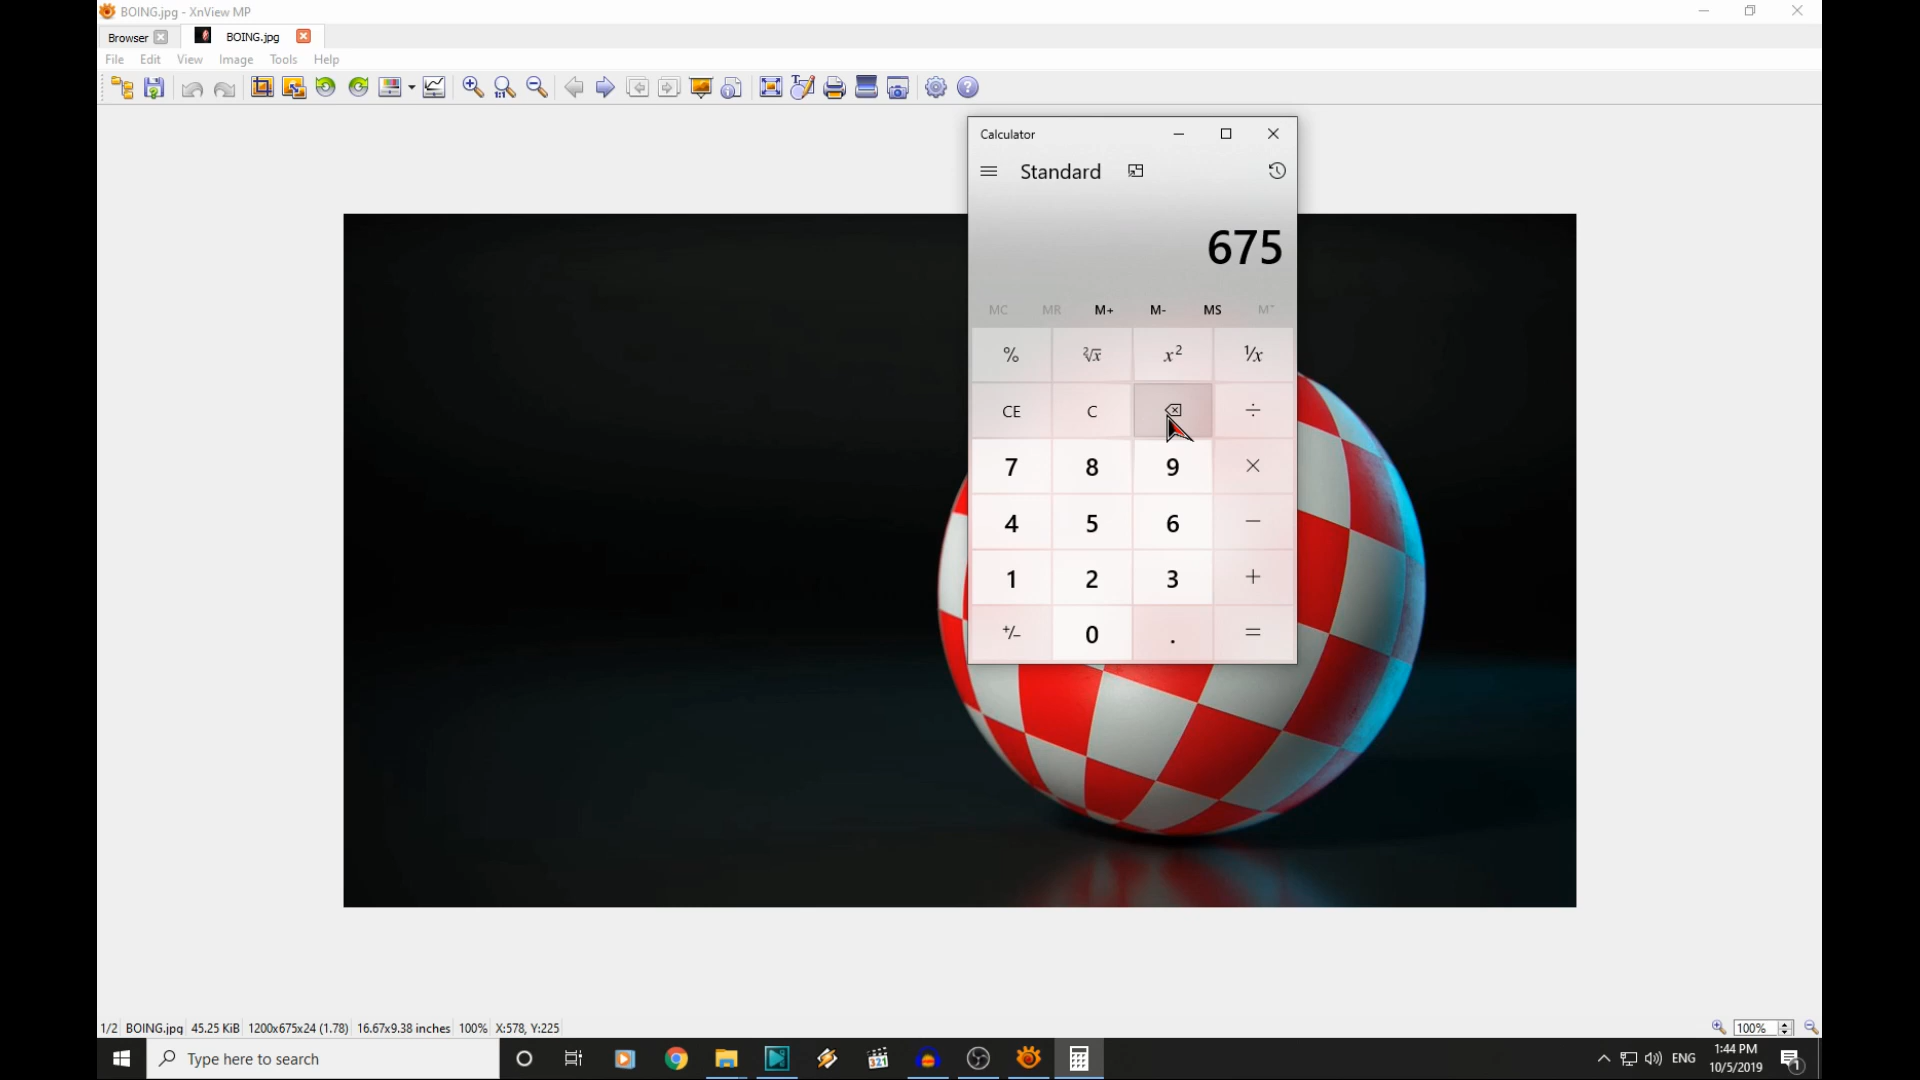 BOING.jpg - XnView MP
Browser BOING.jpg
File Edit View Image Tools Help
Calculator
Standard
675
MC MR M+ M- MS M˅
% ²√x x² ¹/x
CE C ÷
7 8 9 ×
4 5 6 −
1 2 3 +
+/− 0 . =
1/2 BOING.jpg 45.25 KiB 1200x675x24 (1.78) 16.67x9.38 inches 100% X:578, Y:225
100%
Type here to search
321
ENG
1:44 PM
10/5/2019
1